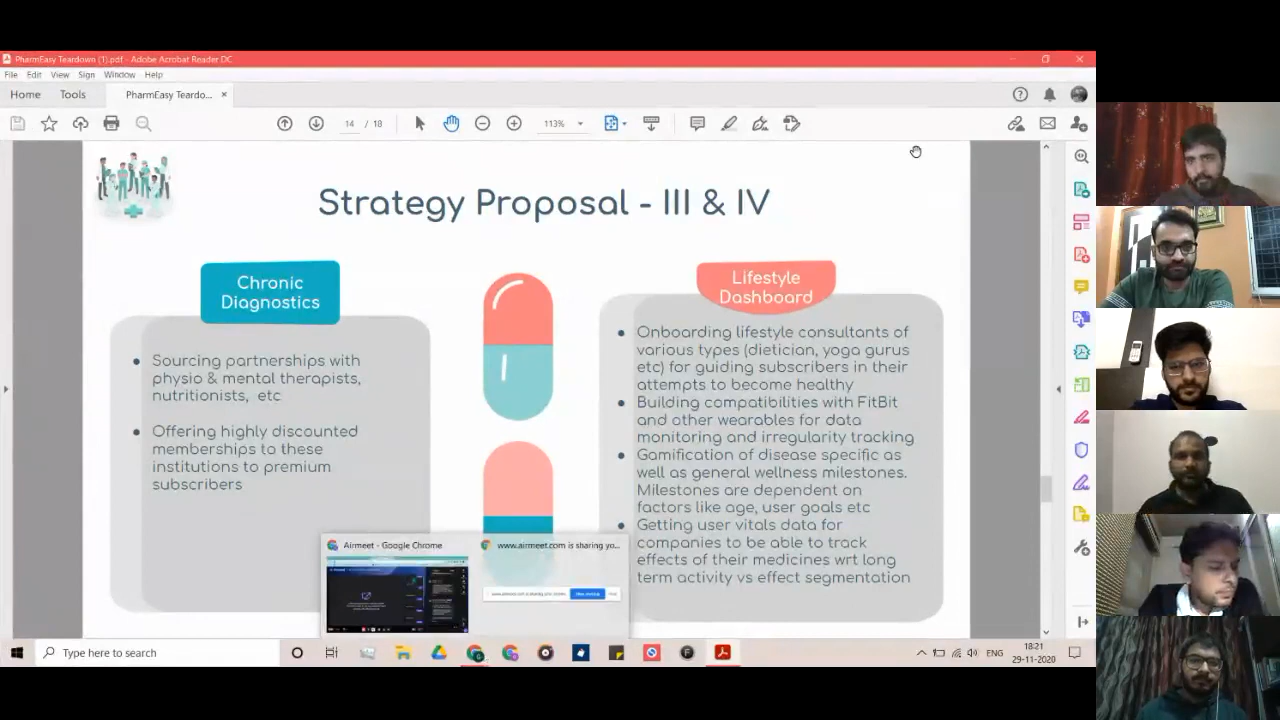 PharmEasy Teardown (1).pdf - Adobe Acrobat Reader DC
File Edit View Sign Window Help
Home Tools PharmEasy Teardo... ×
14 / 18 113%
Strategy Proposal - III & IV
Chronic
Diagnostics
Sourcing partnerships with
physio & mental therapists,
nutritionists, etc
Offering highly discounted
memberships to these
institutions to premium
subscribers
Lifestyle
Dashboard
Onboarding lifestyle consultants of
various types (dietician, yoga gurus
etc) for guiding subscribers in their
attempts to become healthy
Building compatibilities with FitBit
and other wearables for data
monitoring and irregularity tracking
Gamification of disease specific as
well as general wellness milestones.
Milestones are dependent on
factors like age, user goals etc
Getting user vitals data for
companies to be able to track
effects of their medicines wrt long
term activity vs effect segmentation
Airmeet - Google Chrome
www.airmeet.com is sharing yo...
Type here to search
ENG
18:21
29-11-2020